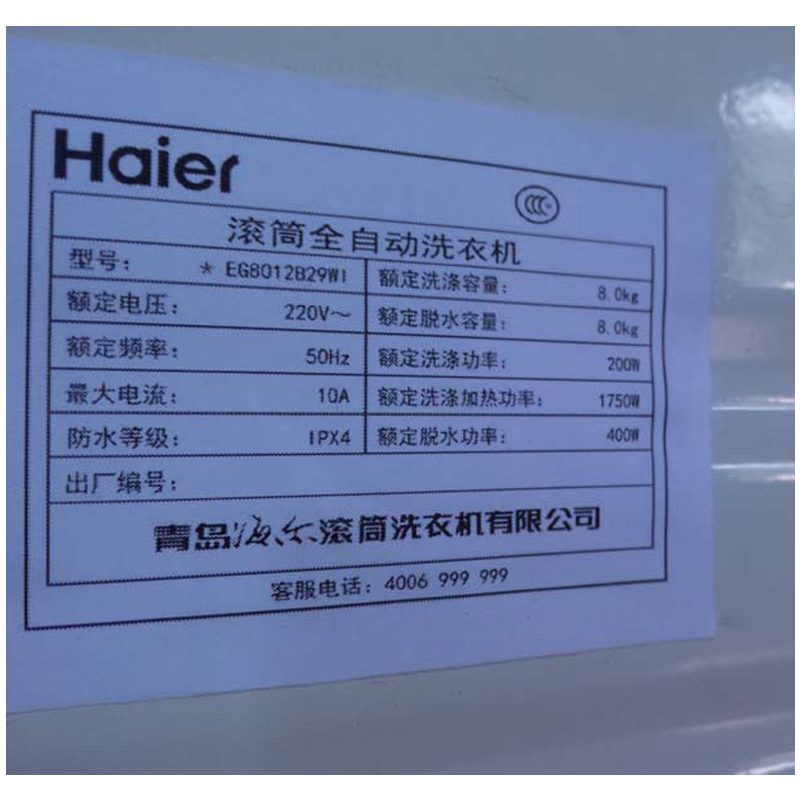 Haier
滚筒全自动洗衣机
型号: * EG8012B29WI 额定洗涤容量: 8.0kg
额定电压: 220V~ 额定脱水容量: 8.0kg
额定频率: 50Hz 额定洗涤功率: 200W
最大电流: 10A 额定洗涤加热功率: 1750W
防水等级: IPX4 额定脱水功率: 400W
出厂编号:
青岛海尔滚筒洗衣机有限公司
客服电话: 4006 999 999